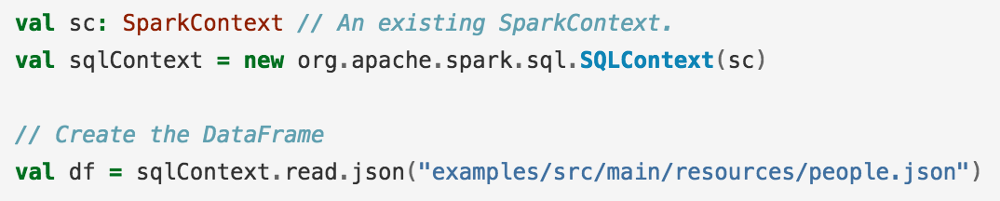 val sc: SparkContext // An existing SparkContext.
val sqlContext = new org.apache.spark.sql.SQLContext(sc)
// Create the DataFrame
val df = sqlContext.read.json("examples/src/main/resources/people.json")